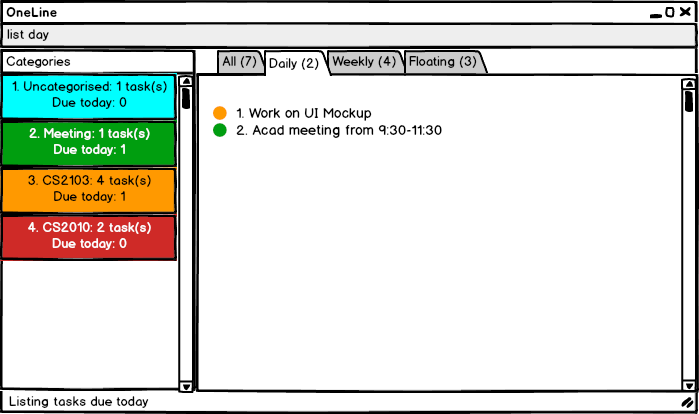 OneLine
list day
Categories
1. Uncategorised: 1 task(s)
Due today: 0
2. Meeting: 1 task(s)
Due today: 1
3. CS2103: 4 task(s)
Due today: 1
4. CS2010: 2 task(s)
Due today: 0
All (7)
Daily (2)
Weekly (4)
Floating (3)
1. Work on UI Mockup
2. Acad meeting from 9:30-11:30
Listing tasks due today